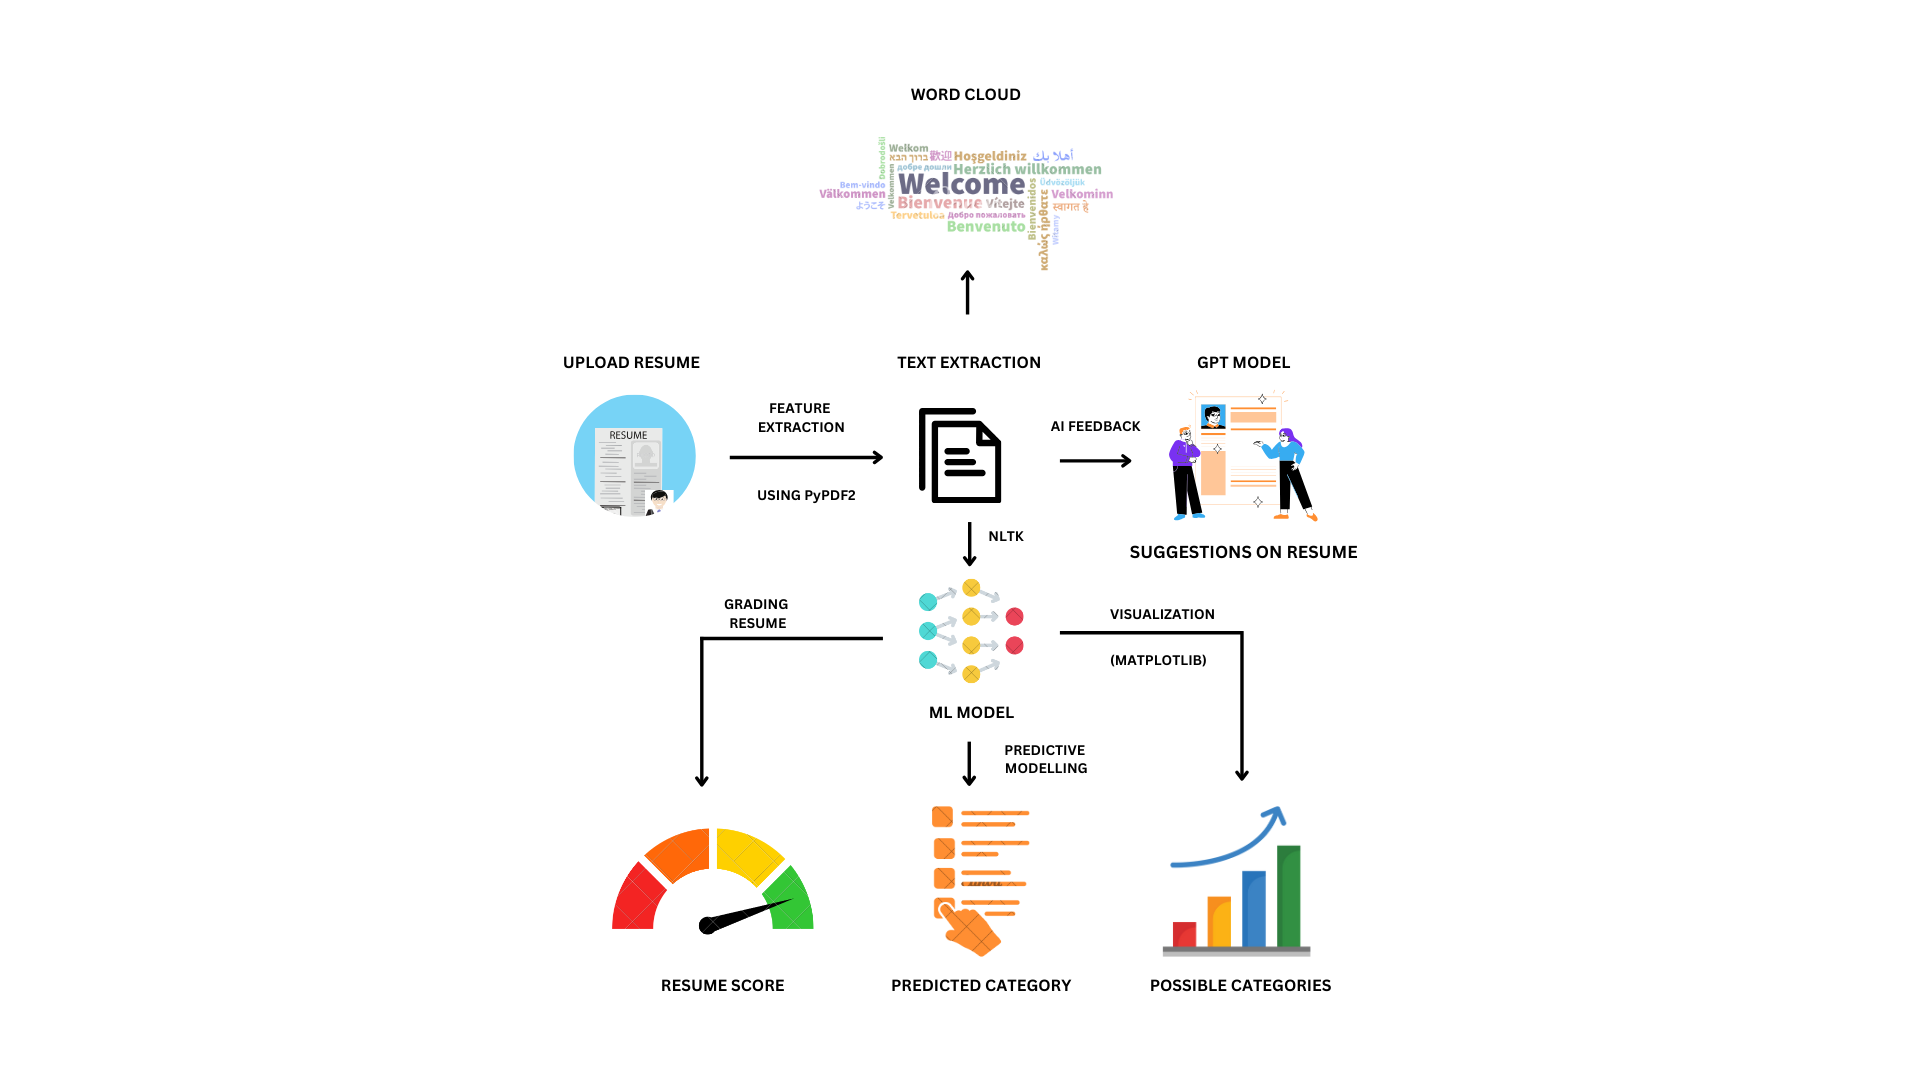 WORD CLOUD
Dobrodošli
Welkom
ברוך הבא
歡迎
Hoşgeldiniz
أهلا بك
добре дошли
Herzlich willkommen
Bem-vindo
Velkommen
Welcome
Üdvözöljük
Välkommen
Bienvenidos
καλώς ήρθατε
Velkominn
ようこそ
Bienvenue
Vítejte
स्वागत हे
Tervetuloa
Добро пожаловать
Witamy
Benvenuto
UPLOAD RESUME
TEXT EXTRACTION
GPT MODEL
FEATURE
EXTRACTION
AI FEEDBACK
RESUME
USING PyPDF2
NLTK
SUGGESTIONS ON RESUME
GRADING
RESUME
VISUALIZATION
(MATPLOTLIB)
ML MODEL
PREDICTIVE
MODELLING
RESUME SCORE
PREDICTED CATEGORY
POSSIBLE CATEGORIES